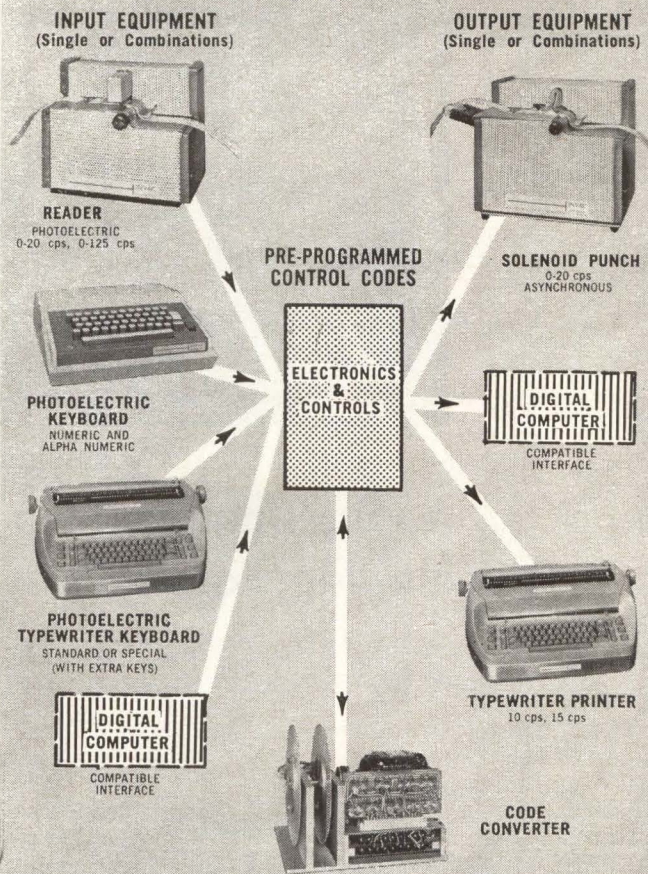 INPUT EQUIPMENT
(Single or Combinations)
OUTPUT EQUIPMENT
(Single or Combinations)
READER
PHOTOELECTRIC
0-20 cps, 0-125 cps
SOLENOID PUNCH
0-20 cps
ASYNCHRONOUS
PRE-PROGRAMMED
CONTROL CODES
ELECTRONICS
&
CONTROLS
PHOTOELECTRIC
KEYBOARD
NUMERIC AND
ALPHA NUMERIC
DIGITAL
COMPUTER
COMPATIBLE
INTERFACE
PHOTOELECTRIC
TYPEWRITER KEYBOARD
STANDARD OR SPECIAL
(WITH EXTRA KEYS)
TYPEWRITER PRINTER
10 cps, 15 cps
DIGITAL
COMPUTER
COMPATIBLE
INTERFACE
CODE
CONVERTER